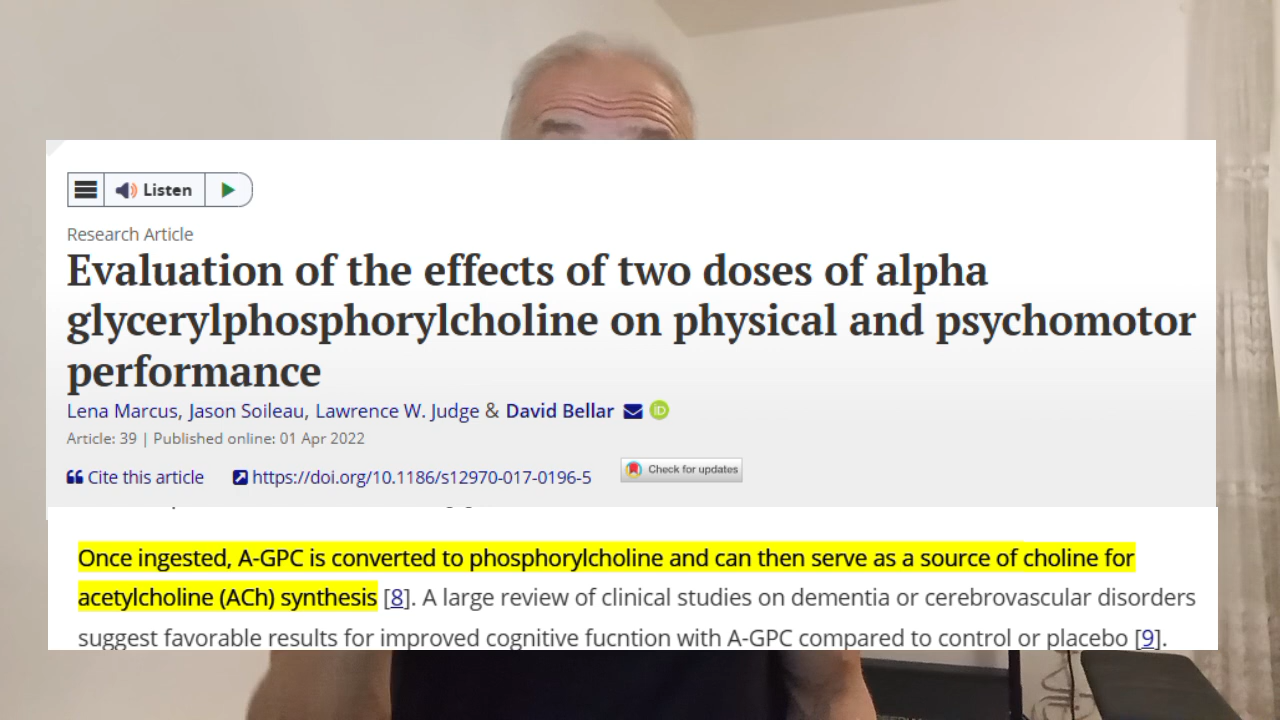 Listen
Research Article
Evaluation of the effects of two doses of alpha
glycerylphosphorylcholine on physical and psychomotor
performance
Lena Marcus, Jason Soileau, Lawrence W. Judge & David Bellar iD
Article: 39 | Published online: 01 Apr 2022
Cite this article https://doi.org/10.1186/s12970-017-0196-5 Check for updates
Once ingested, A-GPC is converted to phosphorylcholine and can then serve as a source of choline for
acetylcholine (ACh) synthesis [8]. A large review of clinical studies on dementia or cerebrovascular disorders
suggest favorable results for improved cognitive fucntion with A-GPC compared to control or placebo [9].